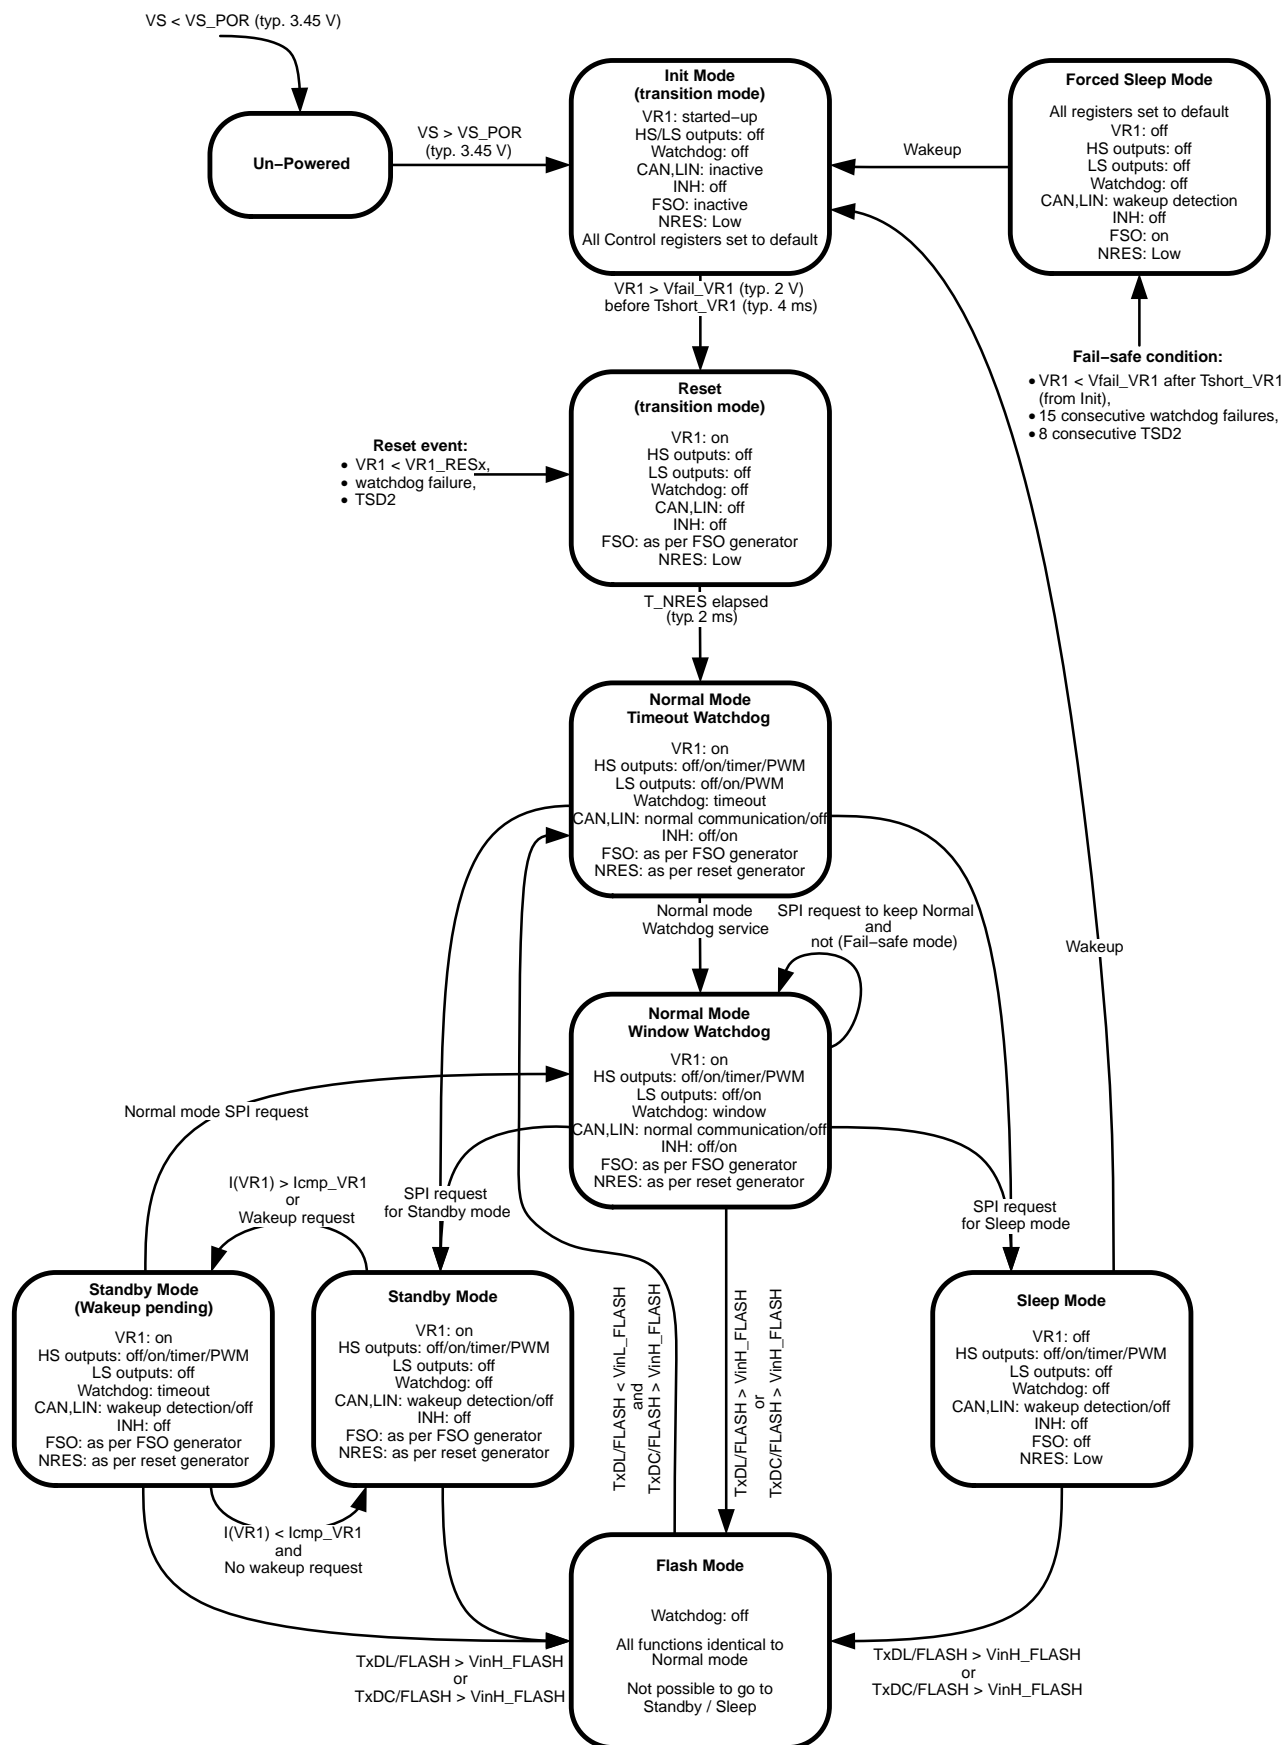 VS < VS_POR (typ. 3.45 V)
Un–Powered
VS > VS_POR
(typ. 3.45 V)
Init Mode
(transition mode)
VR1: started–up
HS/LS outputs: off
Watchdog: off
CAN,LIN: inactive
INH: off
FSO: inactive
NRES: Low
All Control registers set to default
Wakeup
Forced Sleep Mode
All registers set to default
VR1: off
HS outputs: off
LS outputs: off
Watchdog: off
CAN,LIN: wakeup detection
INH: off
FSO: on
NRES: Low
VR1 > Vfail_VR1 (typ. 2 V)
before Tshort_VR1 (typ. 4 ms)
Fail–safe condition:
• VR1 < Vfail_VR1 after Tshort_VR1
(from Init),
• 15 consecutive watchdog failures,
• 8 consecutive TSD2
Reset event:
• VR1 < VR1_RESx,
• watchdog failure,
• TSD2
Reset
(transition mode)
VR1: on
HS outputs: off
LS outputs: off
Watchdog: off
CAN,LIN: off
INH: off
FSO: as per FSO generator
NRES: Low
T_NRES elapsed
(typ. 2 ms)
Normal Mode
Timeout Watchdog
VR1: on
HS outputs: off/on/timer/PWM
LS outputs: off/on/PWM
Watchdog: timeout
CAN,LIN: normal communication/off
INH: off/on
FSO: as per FSO generator
NRES: as per reset generator
Normal mode
Watchdog service
SPI request to keep Normal
and
not (Fail–safe mode)
Wakeup
Normal Mode
Window Watchdog
VR1: on
HS outputs: off/on/timer/PWM
LS outputs: off/on
Watchdog: window
CAN,LIN: normal communication/off
INH: off/on
FSO: as per FSO generator
NRES: as per reset generator
Normal mode SPI request
I(VR1) > Icmp_VR1
or
Wakeup request
SPI request
for Standby mode
SPI request
for Sleep mode
Standby Mode
(Wakeup pending)
VR1: on
HS outputs: off/on/timer/PWM
LS outputs: off
Watchdog: timeout
CAN,LIN: wakeup detection/off
INH: off
FSO: as per FSO generator
NRES: as per reset generator
Standby Mode
VR1: on
HS outputs: off/on/timer/PWM
LS outputs: off
Watchdog: off
CAN,LIN: wakeup detection/off
INH: off
FSO: as per FSO generator
NRES: as per reset generator
TxDL/FLASH < VinL_FLASH
and
TxDC/FLASH > VinH_FLASH
TxDL/FLASH > VinH_FLASH
or
TxDC/FLASH > VinH_FLASH
Sleep Mode
VR1: off
HS outputs: off/on/timer/PWM
LS outputs: off
Watchdog: off
CAN,LIN: wakeup detection/off
INH: off
FSO: off
NRES: Low
I(VR1) < Icmp_VR1
and
No wakeup request
TxDL/FLASH > VinH_FLASH
or
TxDC/FLASH > VinH_FLASH
Flash Mode
Watchdog: off
All functions identical to
Normal mode
Not possible to go to
Standby / Sleep
TxDL/FLASH > VinH_FLASH
or
TxDC/FLASH > VinH_FLASH